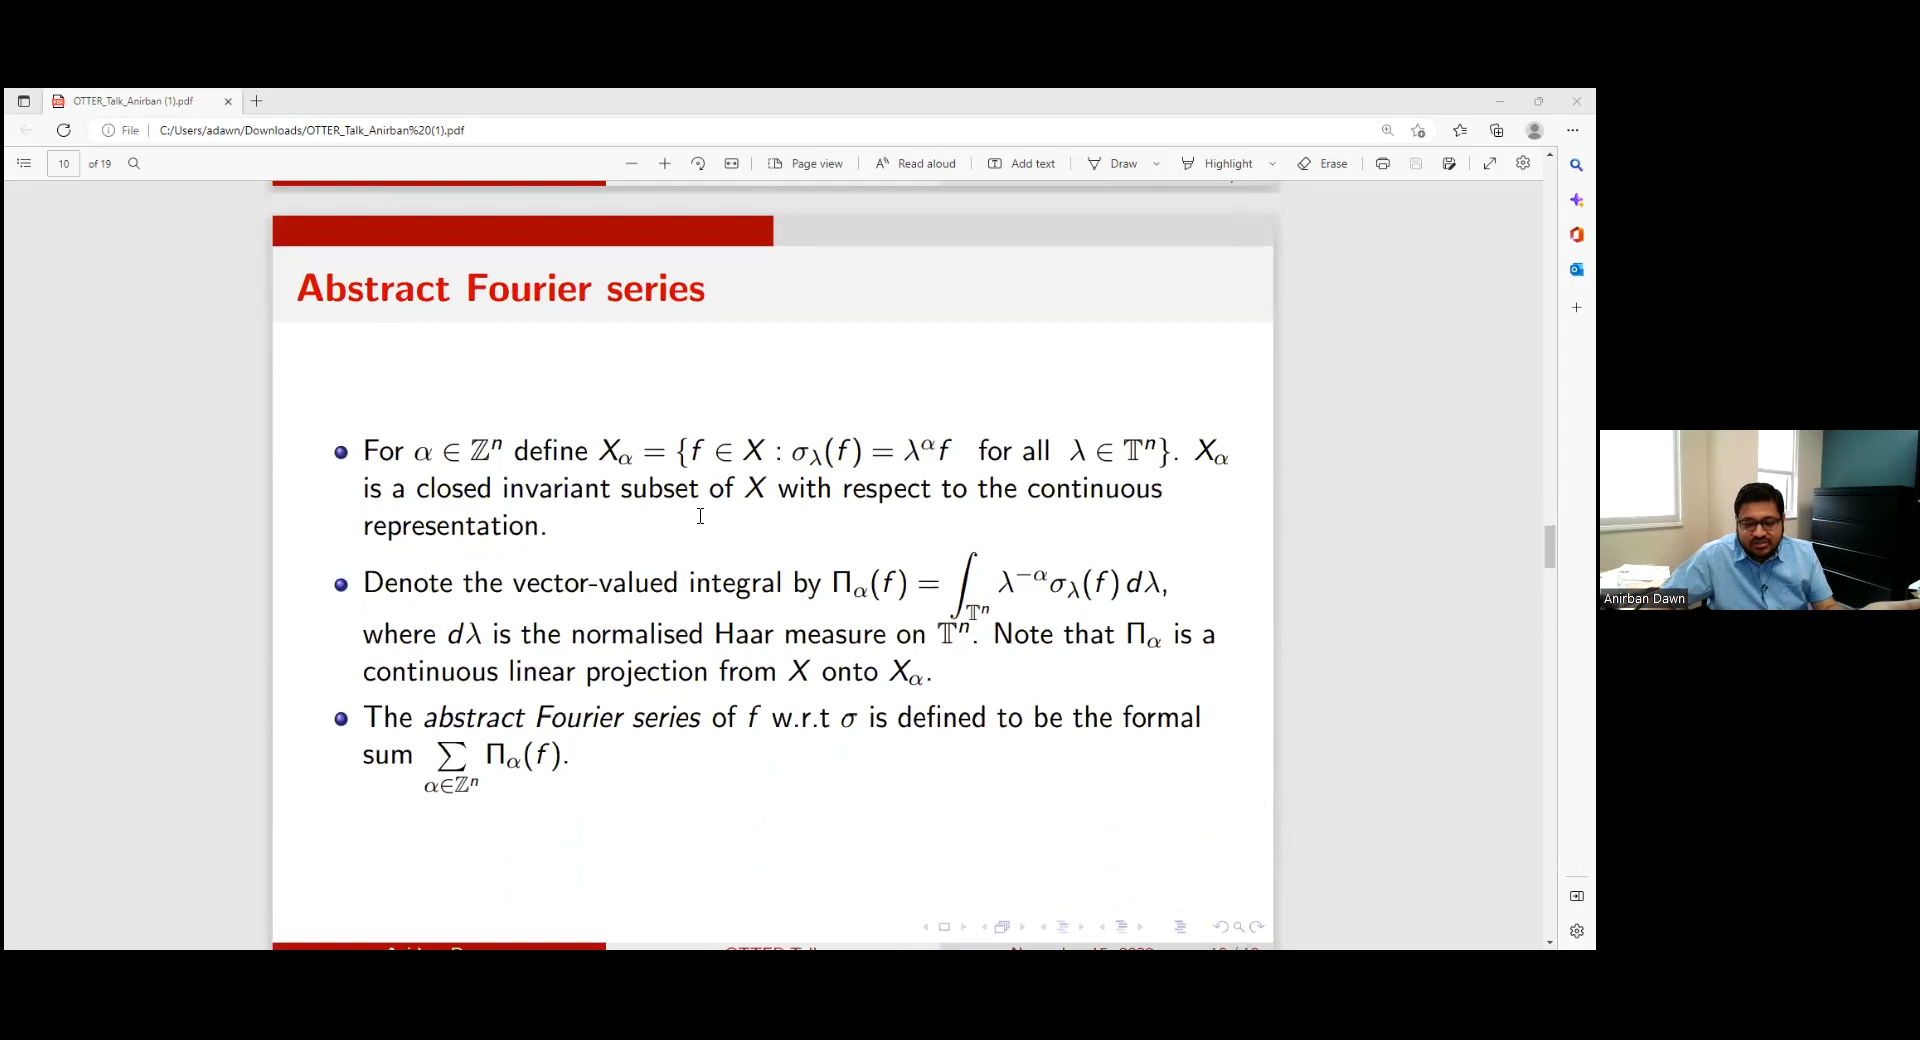 OTTER_Talk_Anirban (1).pdf
File C:/Users/adawn/Downloads/OTTER_Talk_Anirban%20(1).pdf
10 of 19 Page view Read aloud Add text Draw Highlight Erase
Abstract Fourier series
For α ∈ ℤⁿ define X_α = {f ∈ X : σ_λ(f) = λ^α f for all λ ∈ 𝕋ⁿ}. X_α
is a closed invariant subset of X with respect to the continuous
representation.
Denote the vector-valued integral by Π_α(f) = ∫_{𝕋ⁿ} λ^{−α} σ_λ(f) dλ,
where dλ is the normalised Haar measure on 𝕋ⁿ. Note that Π_α is a
continuous linear projection from X onto X_α.
The abstract Fourier series of f w.r.t σ is defined to be the formal
sum ∑_{α∈ℤⁿ} Π_α(f).
Anirban Dawn